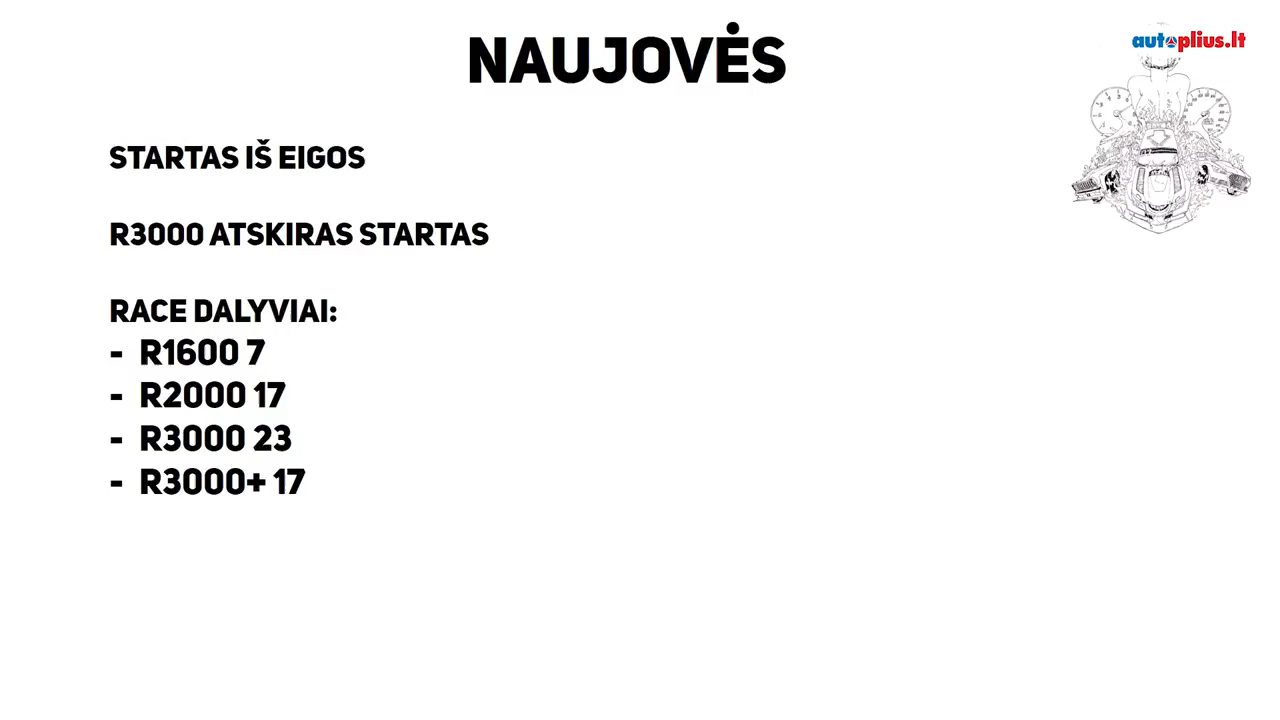 NAUJOVĖS
autoplius.lt
STARTAS IŠ EIGOS
R3000 ATSKIRAS STARTAS
RACE DALYVIAI:
- R1600 7
- R2000 17
- R3000 23
- R3000+ 17